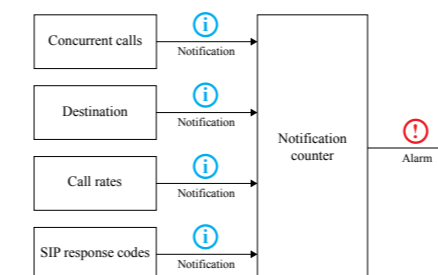 Concurrent calls
i
Notification
Destination
i
Notification
Notification
counter
!
Alarm
Call rates
i
Notification
SIP response codes
i
Notification